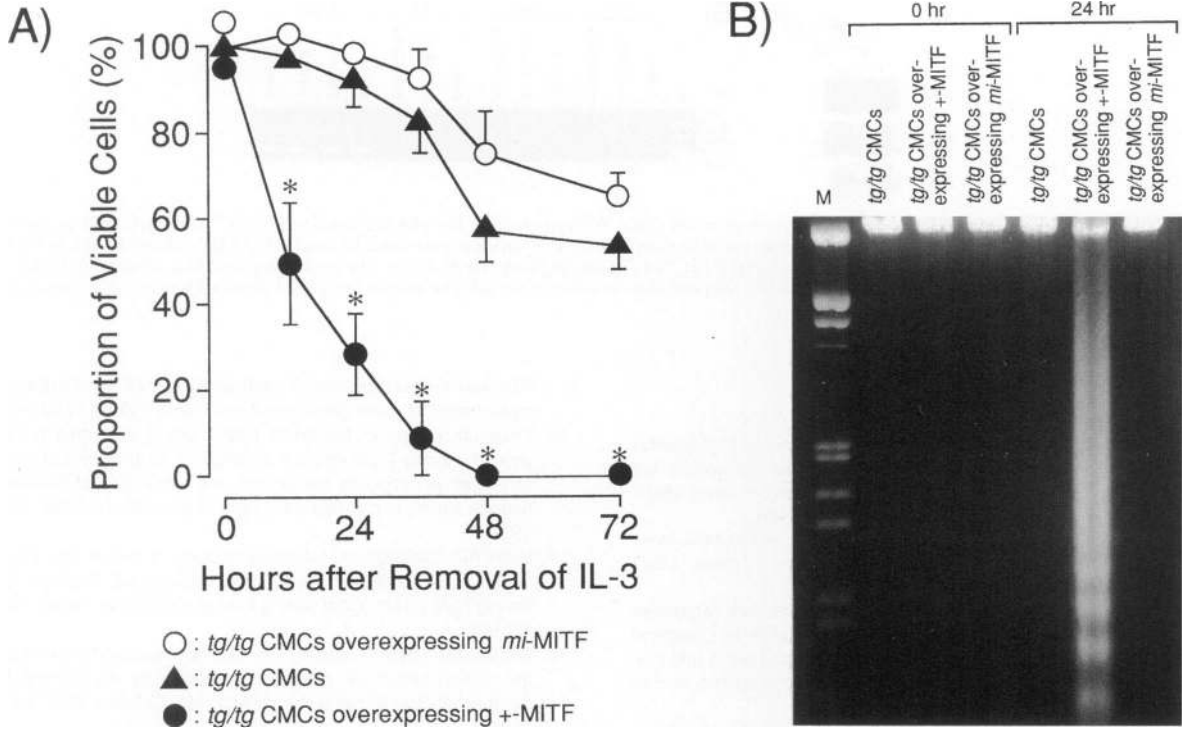 A)
Proportion of Viable Cells (%)
100
80
60
40
20
0
*
*
*
*
*
0
24
48
72
Hours after Removal of IL-3
: tg/tg CMCs overexpressing mi-MITF
: tg/tg CMCs
: tg/tg CMCs overexpressing +-MITF
B)
0 hr
24 hr
M
tg/tg CMCs
tg/tg CMCs over-
expressing +-MITF
tg/tg CMCs over-
expressing mi-MITF
tg/tg CMCs
tg/tg CMCs over-
expressing +-MITF
tg/tg CMCs over-
expressing mi-MITF